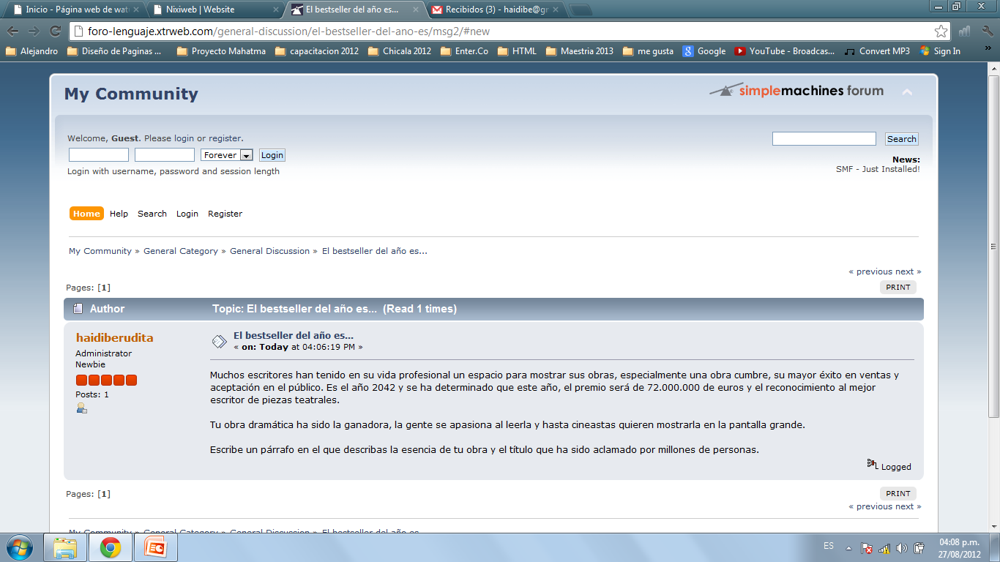 Inicio - Página web de wat
Nixiweb | Website
El bestseller del año es...
Recibidos (3) - haidibe@gr
foro-lenguaje.xtrweb.com/general-discussion/el-bestseller-del-ano-es/msg2/#new
Alejandro
Diseño de Paginas ...
Proyecto Mahatma
capacitacion 2012
Chicala 2012
Enter.Co
HTML
Maestria 2013
me gusta
Google
YouTube - Broadcas...
Convert MP3
Sign In
»
My Community
simplemachines forum
Welcome, Guest. Please login or register.
Search
Forever
Login
Login with username, password and session length
News:
SMF - Just Installed!
Home Help Search Login Register
My Community » General Category » General Discussion » El bestseller del año es...
« previous next »
Pages: [1]
PRINT
Author
Topic: El bestseller del año es... (Read 1 times)
haidiberudita
Administrator
Newbie
Posts: 1
El bestseller del año es...
« on: Today at 04:06:19 PM »
Muchos escritores han tenido en su vida profesional un espacio para mostrar sus obras, especialmente una obra cumbre, su mayor éxito en ventas y
aceptación en el público. Es el año 2042 y se ha determinado que este año, el premio será de 72.000.000 de euros y el reconocimiento al mejor
escritor de piezas teatrales.
Tu obra dramática ha sido la ganadora, la gente se apasiona al leerla y hasta cineastas quieren mostrarla en la pantalla grande.
Escribe un párrafo en el que describas la esencia de tu obra y el título que ha sido aclamado por millones de personas.
Logged
Pages: [1]
PRINT
« previous next »
My Community » General Category » General Discussion » El bestseller del año es...
ES
04:08 p.m.
27/08/2012